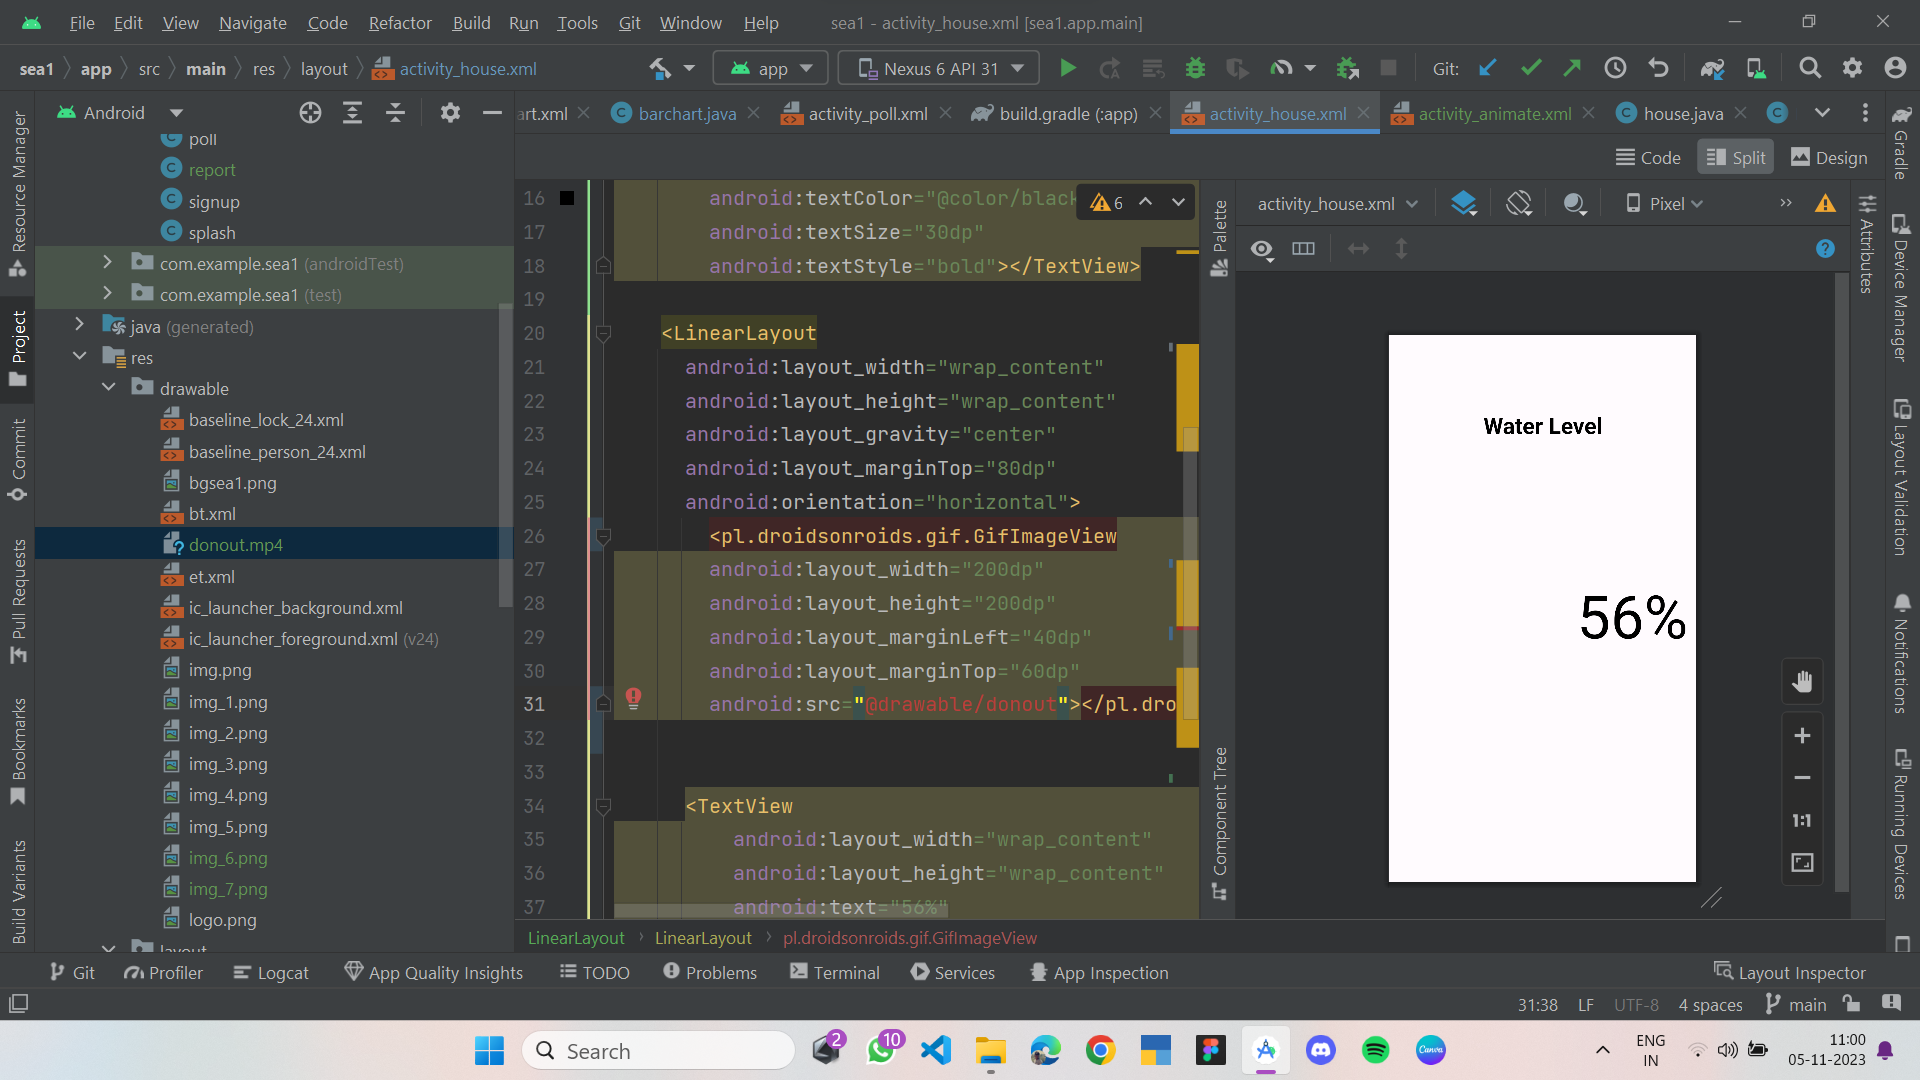 File Edit View Navigate Code Refactor Build Run Tools Git Window Help sea1 - activity_house.xml [sea1.app.main]
sea1 app src main res layout activity_house.xml app Nexus 6 API 31 Git:
Android
art.xml barchart.java activity_poll.xml build.gradle (:app) activity_house.xml activity_animate.xml house.java
Code Split Design
Resource Manager
Project
Commit
Pull Requests
Bookmarks
Build Variants
poll
report
signup
splash
com.example.sea1 (androidTest)
com.example.sea1 (test)
java (generated)
res
drawable
baseline_lock_24.xml
baseline_person_24.xml
bgsea1.png
bt.xml
donout.mp4
et.xml
ic_launcher_background.xml
ic_launcher_foreground.xml (v24)
img.png
img_1.png
img_2.png
img_3.png
img_4.png
img_5.png
img_6.png
img_7.png
logo.png
layout
16 android:textColor="@color/black 6
17 android:textSize="30dp"
18 android:textStyle="bold"></TextView>
19
20 <LinearLayout
21 android:layout_width="wrap_content"
22 android:layout_height="wrap_content"
23 android:layout_gravity="center"
24 android:layout_marginTop="80dp"
25 android:orientation="horizontal">
26 <pl.droidsonroids.gif.GifImageView
27 android:layout_width="200dp"
28 android:layout_height="200dp"
29 android:layout_marginLeft="40dp"
30 android:layout_marginTop="60dp"
31 android:src="@drawable/donout"></pl.dro
32
33
34 <TextView
35 android:layout_width="wrap_content"
36 android:layout_height="wrap_content"
37 android:text="56%"
LinearLayout LinearLayout pl.droidsonroids.gif.GifImageView
Palette
Component Tree
activity_house.xml Pixel
Water Level
56%
1:1
Attributes
Gradle
Device Manager
Layout Validation
Notifications
Running Devices
Git Profiler Logcat App Quality Insights TODO Problems Terminal Services App Inspection Layout Inspector
31:38 LF UTF-8 4 spaces main
Search 2 10 Canva ENG 11:00
IN 05-11-2023